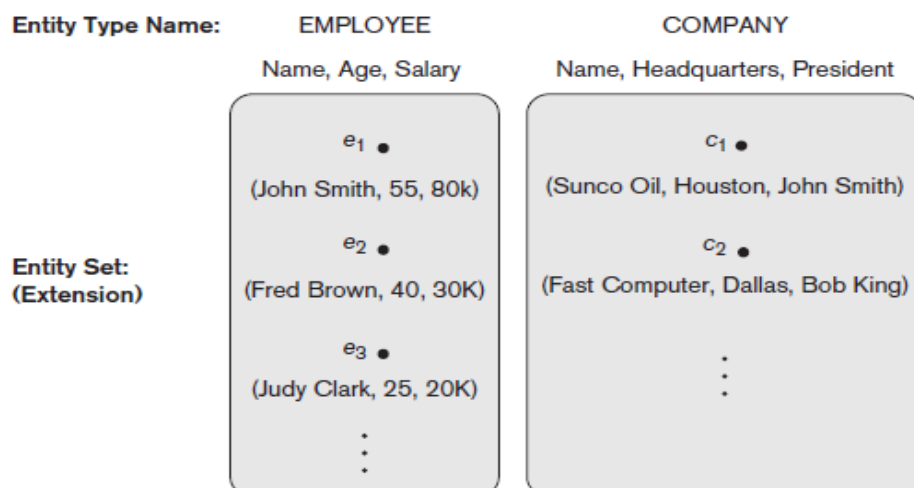 Entity Type Name: EMPLOYEE COMPANY
Name, Age, Salary Name, Headquarters, President
e1 •
(John Smith, 55, 80k)
e2 •
(Fred Brown, 40, 30K)
e3 •
(Judy Clark, 25, 20K)
c1 •
(Sunco Oil, Houston, John Smith)
c2 •
(Fast Computer, Dallas, Bob King)
Entity Set:
(Extension)